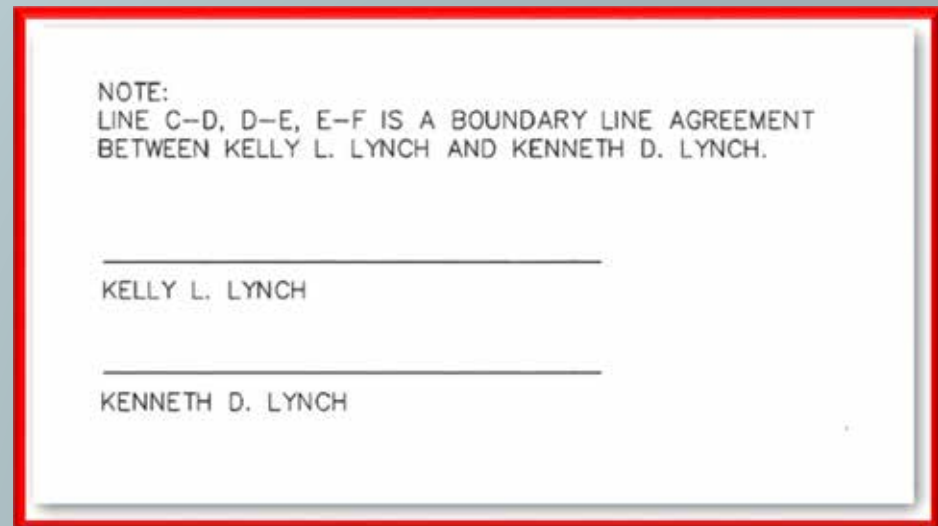 NOTE:
LINE C–D, D–E, E–F IS A BOUNDARY LINE AGREEMENT
BETWEEN KELLY L. LYNCH AND KENNETH D. LYNCH.
KELLY L. LYNCH
KENNETH D. LYNCH